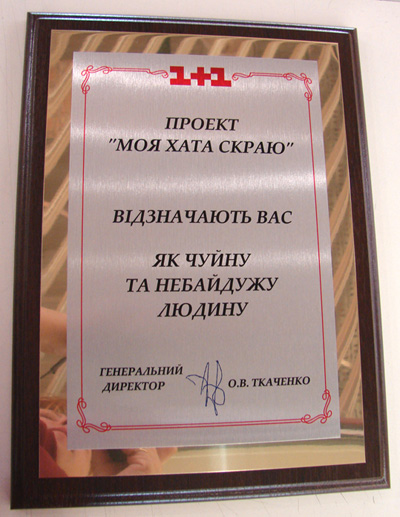 1+1
ПРОЕКТ
"МОЯ ХАТА СКРАЮ"
ВІДЗНАЧАЮТЬ ВАС
ЯК ЧУЙНУ
ТА НЕБАЙДУЖУ
ЛЮДИНУ
ГЕНЕРАЛЬНИЙ
ДИРЕКТОР О.В. ТКАЧЕНКО